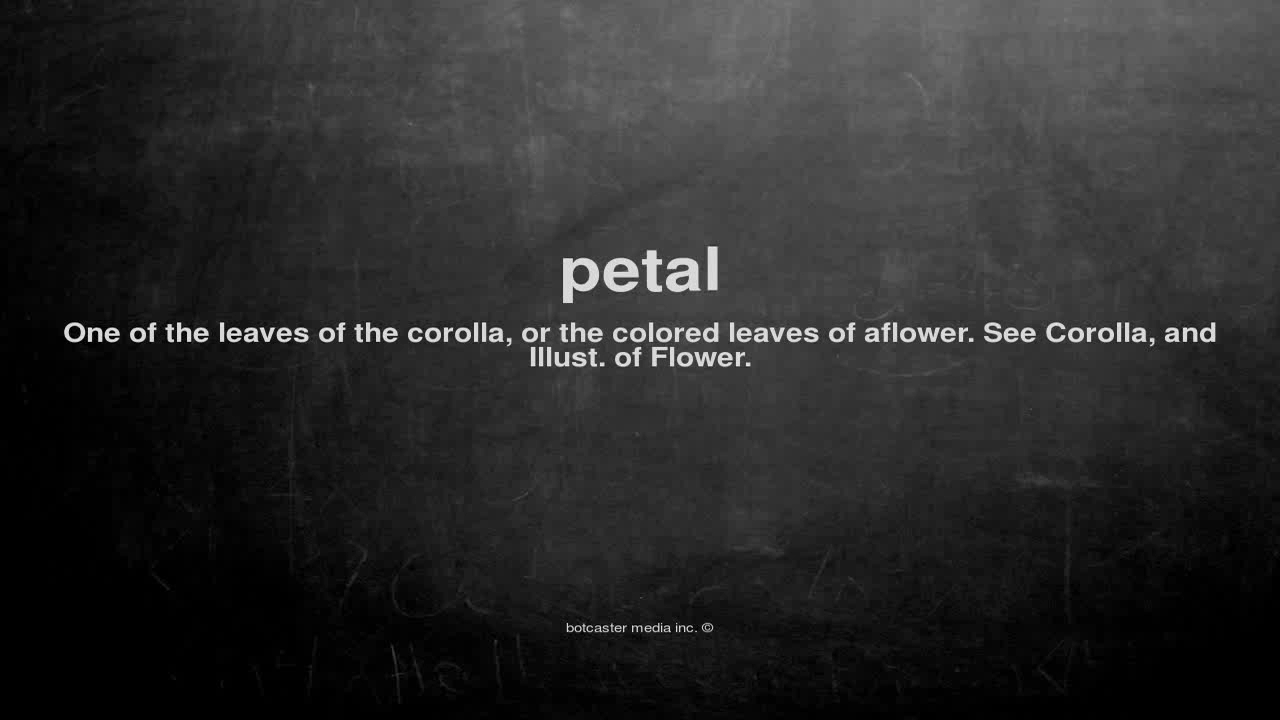 petal
One of the leaves of the corolla, or the colored leaves of aflower. See Corolla, and
Illust. of Flower.
botcaster media inc. ©